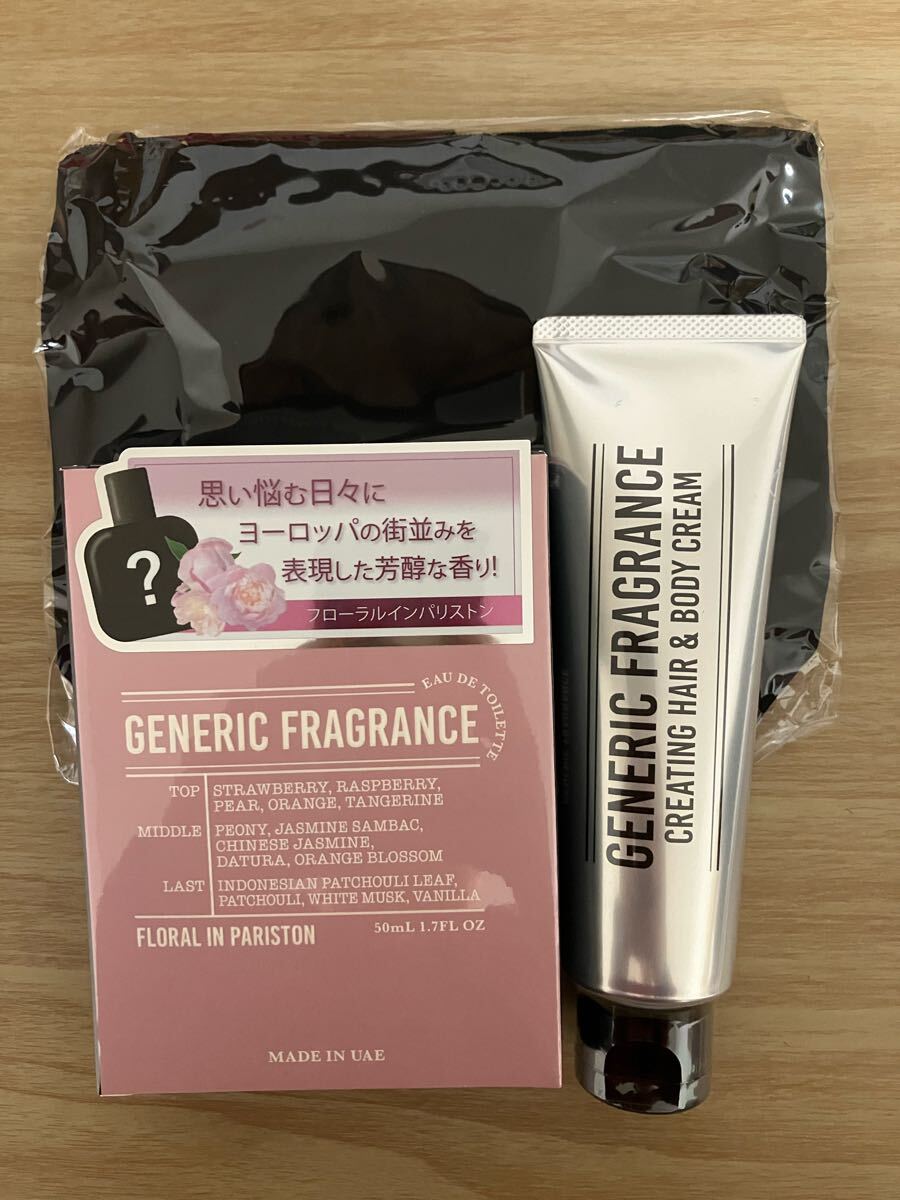 ?
思い悩む日々に
ヨーロッパの街並みを
表現した芳醇な香り!
フローラルインパリストン
EAU DE TOILETTE
GENERIC FRAGRANCE
TOP STRAWBERRY, RASPBERRY,
PEAR, ORANGE, TANGERINE
MIDDLE PEONY, JASMINE SAMBAC,
CHINESE JASMINE,
DATURA, ORANGE BLOSSOM
LAST INDONESIAN PATCHOULI LEAF,
PATCHOULI, WHITE MUSK, VANILLA
FLORAL IN PARISTON 50mL 1.7FL OZ
MADE IN UAE
GENERIC FRAGRANCE
CREATING HAIR & BODY CREAM